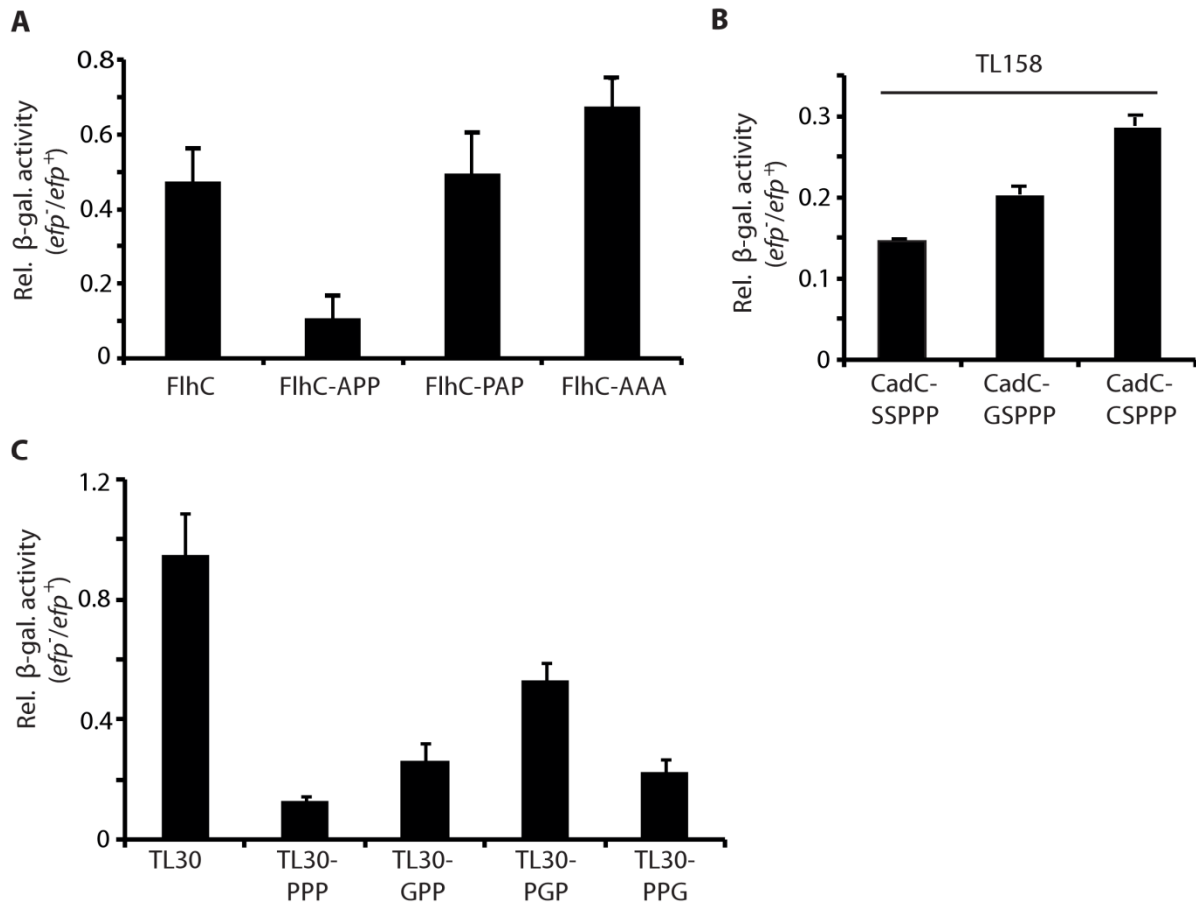 A
Rel. β-gal. activity
(efp⁻/efp⁺)
0.8
0.6
0.4
0.2
0
FlhC
FlhC-APP
FlhC-PAP
FlhC-AAA
B
TL158
Rel. β-gal. activity
(efp⁻/efp⁺)
0.3
0.2
0.1
0
CadC-
SSPPP
CadC-
GSPPP
CadC-
CSPPP
C
Rel. β-gal. activity
(efp⁻/efp⁺)
1.2
0.8
0.4
0
TL30
TL30-
PPP
TL30-
GPP
TL30-
PGP
TL30-
PPG